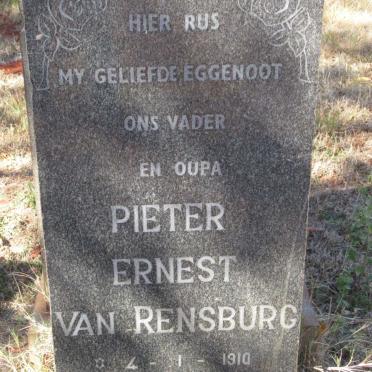 HIER RUS
MY GELIEFDE EGGENOOT
ONS VADER
EN OUPA
PIETER
ERNEST
VAN RENSBURG
4 - 1 - 1910